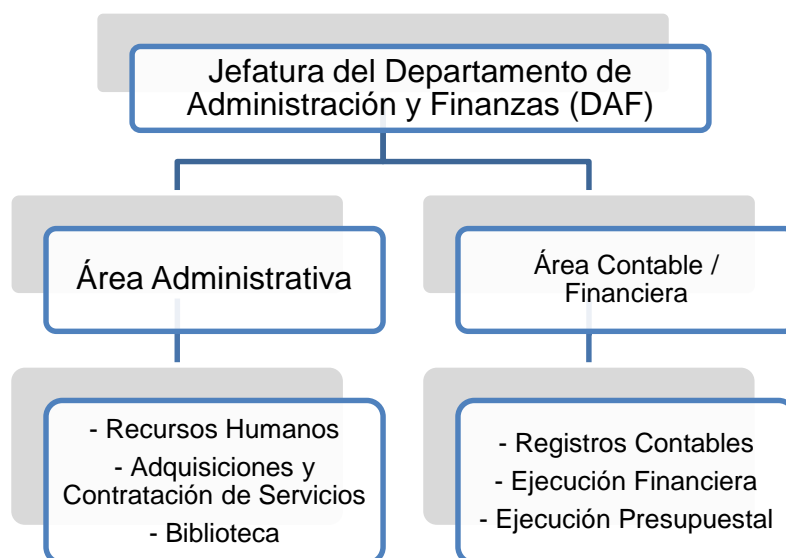 Jefatura del Departamento de
Administración y Finanzas (DAF)
Área Administrativa
Área Contable /
Financiera
- Recursos Humanos
- Adquisiciones y
Contratación de Servicios
- Biblioteca
- Registros Contables
- Ejecución Financiera
- Ejecución Presupuestal